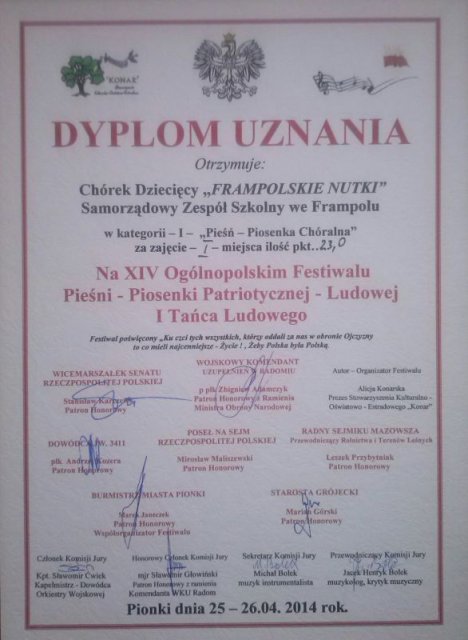 "KONAR"
DYPLOM UZNANIA
Otrzymuje:
Chórek Dziecięcy „FRAMPOLSKIE NUTKI"
Samorządowy Zespół Szkolny we Frampolu
w kategorii – I – „Pieśń – Piosenka Chóralna"
za zajęcie – I – miejsca ilość pkt..23,0
Na XIV Ogólnopolskim Festiwalu
Pieśni - Piosenki Patriotycznej - Ludowej
I Tańca Ludowego
Festiwal poświęcony „Ku czci tych wszystkich, którzy oddali za nas w obronie Ojczyzny
to co mieli najcenniejsze - Życie ! , Żeby Polska była Polską.
WICEMARSZAŁEK SENATU
RZECZPOSPOLITEJ POLSKIEJ
Stanisław
Patron Honorowy
WOJSKOWY KOMENDANT
UZUPEŁNIEŃ W RADOMIU
p płk Zbigniew Adamczyk
Patron Honorowy z Ramienia
Ministra Obrony Narodowej
Autor – Organizator Festiwalu
Alicja Konarska
Prezes Stowarzyszenia Kulturalno -
Oświatowo - Estradowego „Konar"
DOWÓDCA J.W. 3411
płk Andrzej Kozera
Patron Honorowy
POSEŁ NA SEJM
RZECZPOSPOLITEJ POLSKIEJ
Mirosław Maliszewski
Patron Honorowy
RADNY SEJMIKU MAZOWSZA
Przewodniczący Rolnictwa i Terenów Leśnych
Leszek Przybytniak
Patron Honorowy
BURMISTRZ MIASTA PIONKI
Marek Janeczek
Patron Honorowy
Współorganizator Festiwalu
STAROSTA GRÓJECKI
Marian Górski
Patron Honorowy
Członek Komisji Jury
Kpt. Sławomir Ćwiek
Kapelmistrz - Dowódca
Orkiestry Wojskowej
Honorowy Członek Komisji Jury
mjr Sławomir Głowiński
Patron Honorowy z ramienia
Komendanta WKU Radom
Sekretarz Komisji Jury
Michał Bolek
muzyk instrumentalista
Przewodniczący Komisji Jury
Jacek Henryk Bolek
muzykolog, krytyk muzyczny
Pionki dnia 25 – 26.04. 2014 rok.